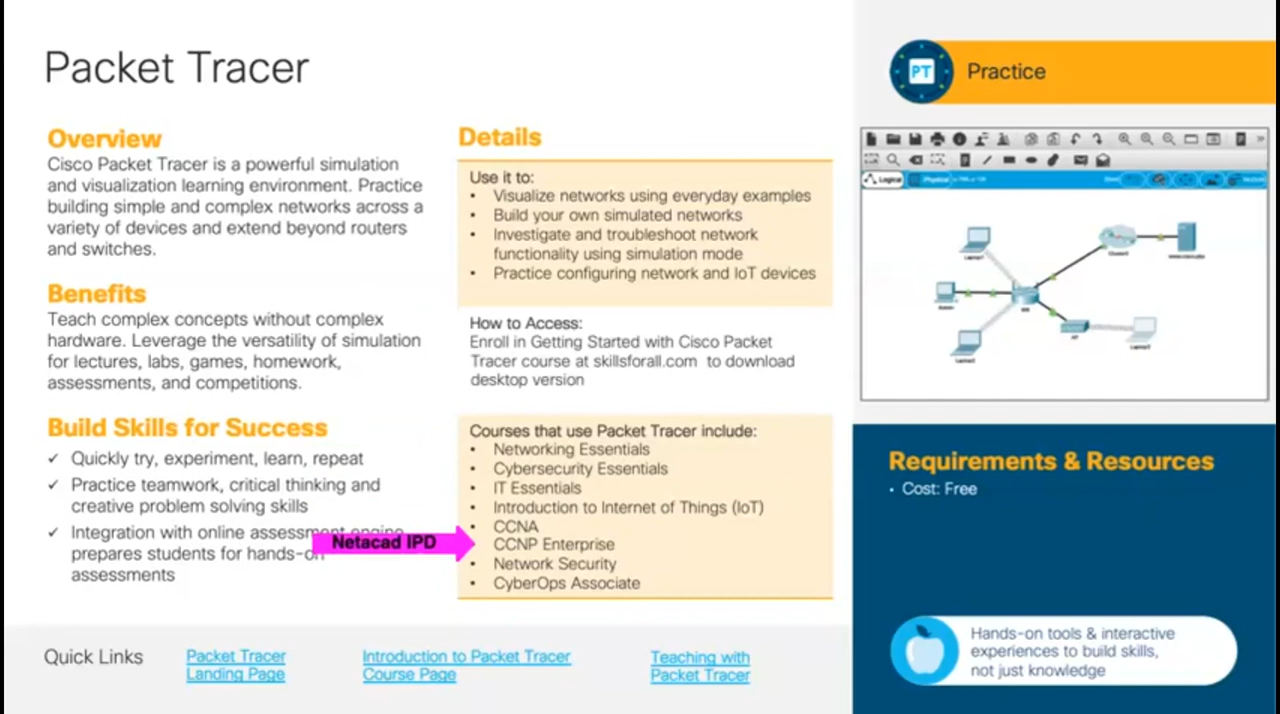 Packet Tracer
Overview
Cisco Packet Tracer is a powerful simulation
and visualization learning environment. Practice
building simple and complex networks across a
variety of devices and extend beyond routers
and switches.
Benefits
Teach complex concepts without complex
hardware. Leverage the versatility of simulation
for lectures, labs, games, homework,
assessments, and competitions.
Build Skills for Success
✓ Quickly try, experiment, learn, repeat
✓ Practice teamwork, critical thinking and
creative problem solving skills
✓ Integration with online assessment engine
prepares students for hands-on
assessments
Netacad IPD
Details
Use it to:
• Visualize networks using everyday examples
• Build your own simulated networks
• Investigate and troubleshoot network
functionality using simulation mode
• Practice configuring network and IoT devices
How to Access:
Enroll in Getting Started with Cisco Packet
Tracer course at skillsforall.com to download
desktop version
Courses that use Packet Tracer include:
• Networking Essentials
• Cybersecurity Essentials
• IT Essentials
• Introduction to Internet of Things (IoT)
• CCNA
CCNP Enterprise
• Network Security
• CyberOps Associate
PT
Practice
Logical
Physical
Requirements & Resources
• Cost: Free
Hands-on tools & interactive
experiences to build skills,
not just knowledge
Quick Links
Packet Tracer
Landing Page
Introduction to Packet Tracer
Course Page
Teaching with
Packet Tracer